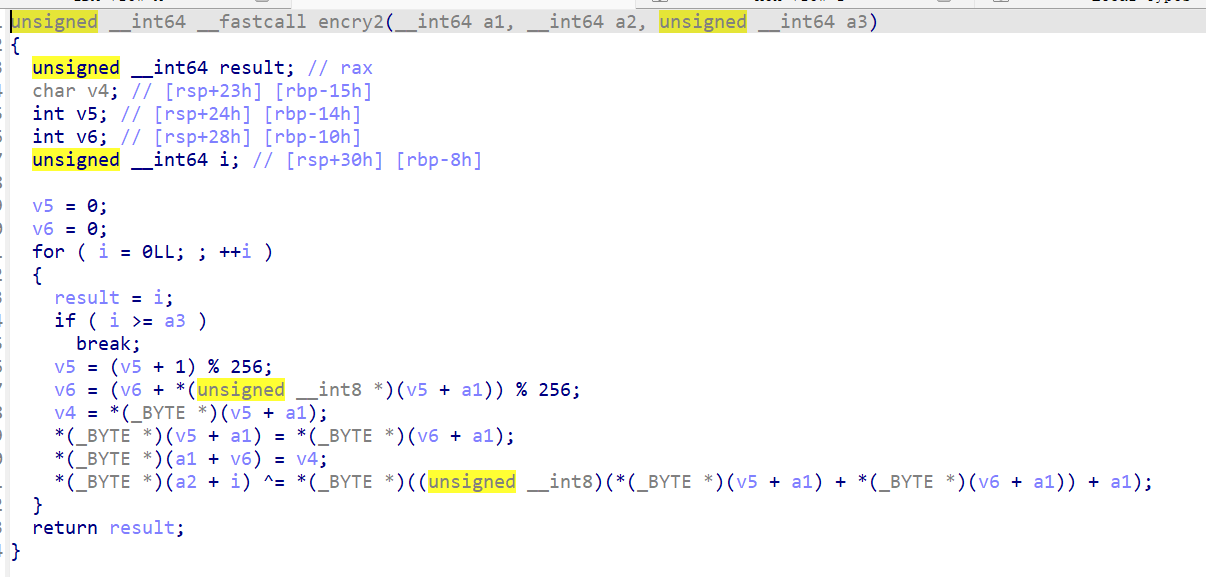 unsigned __int64 __fastcall encry2(__int64 a1, __int64 a2, unsigned __int64 a3)
{
  unsigned __int64 result; // rax
  char v4; // [rsp+23h] [rbp-15h]
  int v5; // [rsp+24h] [rbp-14h]
  int v6; // [rsp+28h] [rbp-10h]
  unsigned __int64 i; // [rsp+30h] [rbp-8h]

  v5 = 0;
  v6 = 0;
  for ( i = 0LL; ; ++i )
  {
    result = i;
    if ( i >= a3 )
      break;
    v5 = (v5 + 1) % 256;
    v6 = (v6 + *(unsigned __int8 *)(v5 + a1)) % 256;
    v4 = *(_BYTE *)(v5 + a1);
    *(_BYTE *)(v5 + a1) = *(_BYTE *)(v6 + a1);
    *(_BYTE *)(a1 + v6) = v4;
    *(_BYTE *)(a2 + i) ^= *(_BYTE *)((unsigned __int8)(*(_BYTE *)(v5 + a1) + *(_BYTE *)(v6 + a1)) + a1);
  }
  return result;
}